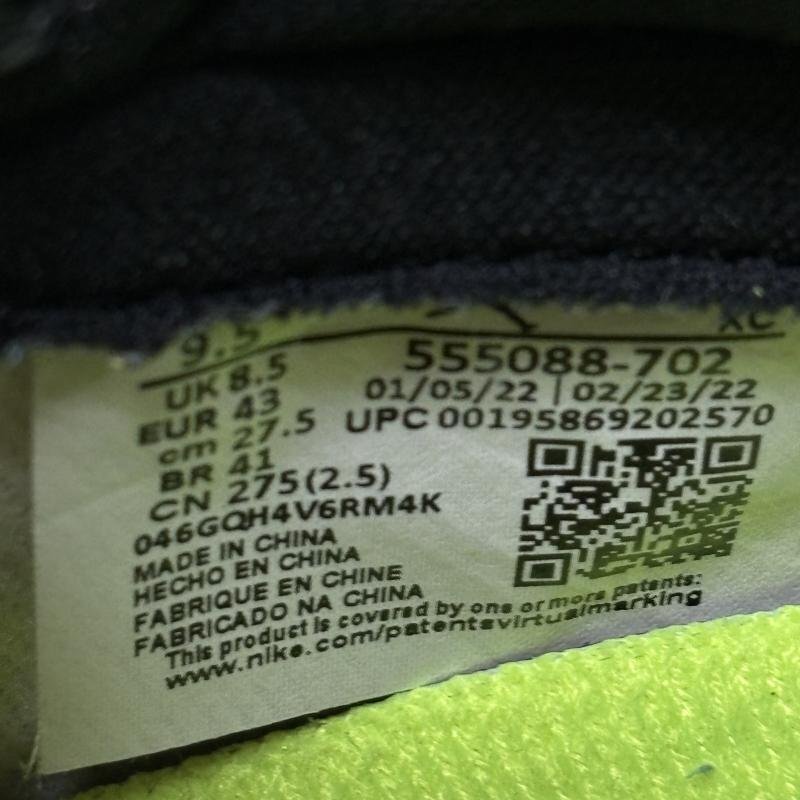 9.5
UK 8.5
EUR 43
cm 27.5
BR 41
CN 275(2.5)
XC
555088-702
01/05/22 | 02/23/22
UPC 00195869202570
046GQH4V6RM4K
MADE IN CHINA
HECHO EN CHINA
FABRIQUE EN CHINE
FABRICADO NA CHINA
This product is covered by one or more patents:
www.nike.com/patentsvirtualmarking